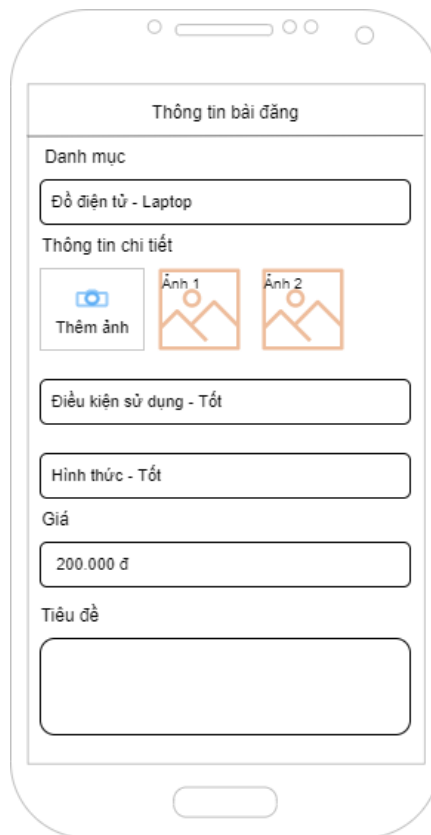 Thông tin bài đăng
Danh mục
Đồ điện tử - Laptop
Thông tin chi tiết
Thêm ảnh
Ảnh 1
Ảnh 2
Điều kiện sử dụng - Tốt
Hình thức - Tốt
Giá
200.000 đ
Tiêu đề